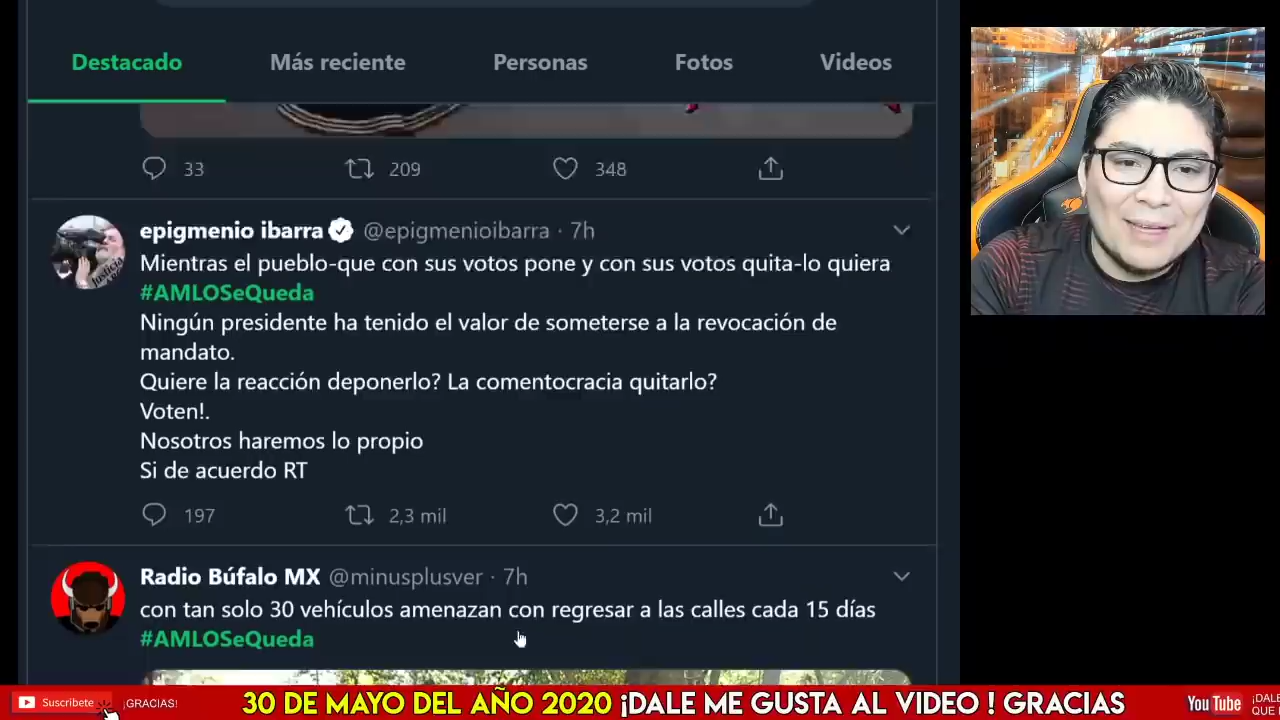 Destacado Más reciente Personas Fotos Videos
33 209 348
epigmenio ibarra @epigmenioibarra · 7h
Mientras el pueblo-que con sus votos pone y con sus votos quita-lo quiera
#AMLOSeQueda
Ningún presidente ha tenido el valor de someterse a la revocación de
mandato.
Quiere la reacción deponerlo? La comentocracia quitarlo?
Voten!.
Nosotros haremos lo propio
Si de acuerdo RT
197 2,3 mil 3,2 mil
Radio Búfalo MX @minusplusver · 7h
con tan solo 30 vehículos amenazan con regresar a las calles cada 15 días
#AMLOSeQueda
Suscribete ¡GRACIAS! 30 DE MAYO DEL AÑO 2020 ¡DALE ME GUSTA AL VIDEO ! GRACIAS YouTube ¡DALE
QUE